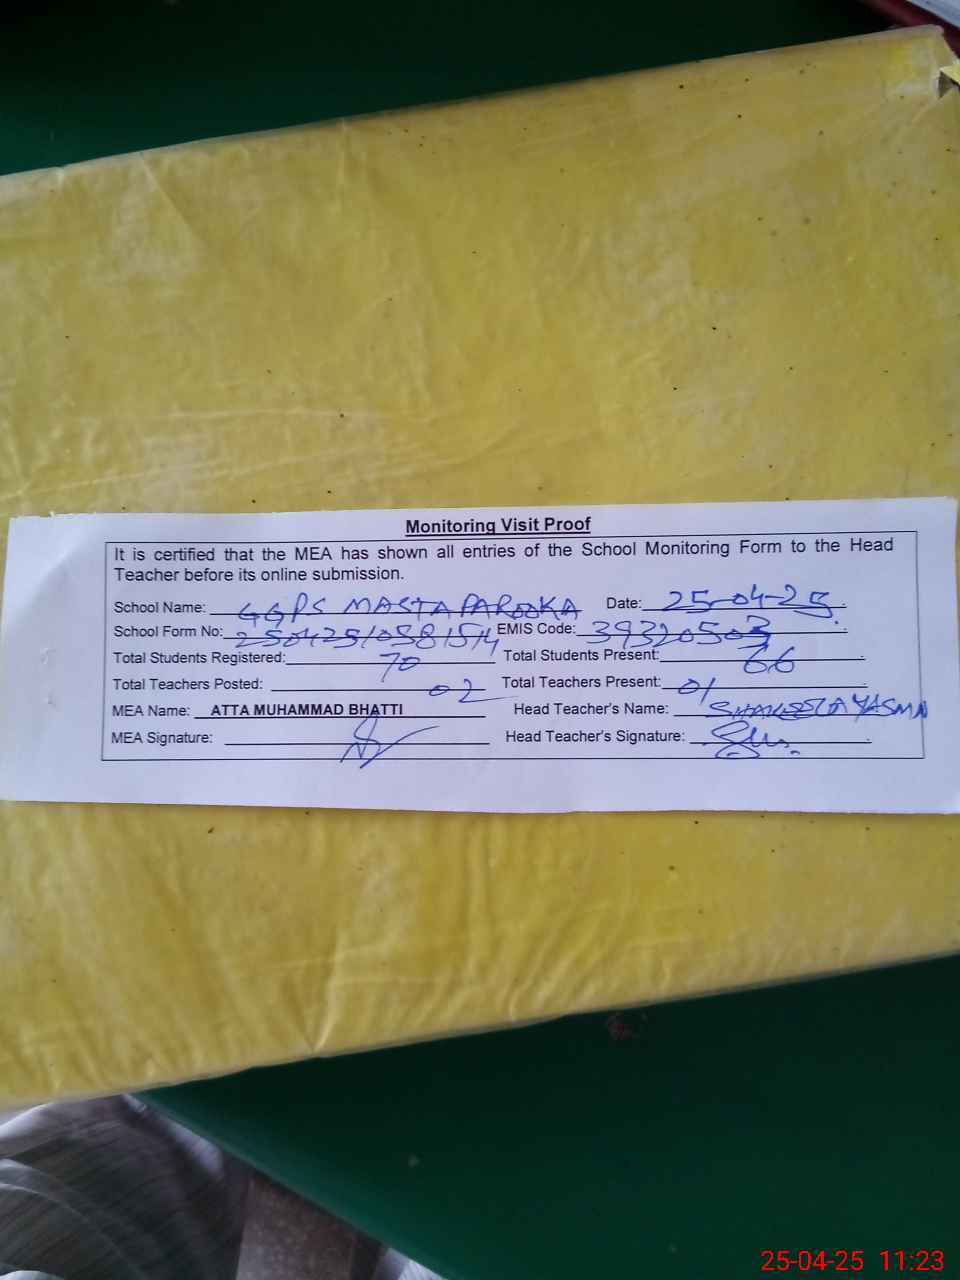 Monitoring Visit Proof
It is certified that the MEA has shown all entries of the School Monitoring Form to the Head
Teacher before its online submission.
School Name: GGPS MASTA PAROOKA Date: 25-04-25
School Form No: EMIS Code: 39320503
Total Students Registered: 70 Total Students Present: 66
Total Teachers Posted: 02 Total Teachers Present: 01
MEA Name: ATTA MUHAMMAD BHATTI Head Teacher's Name:
MEA Signature: Head Teacher's Signature:
25-04-25 11:23